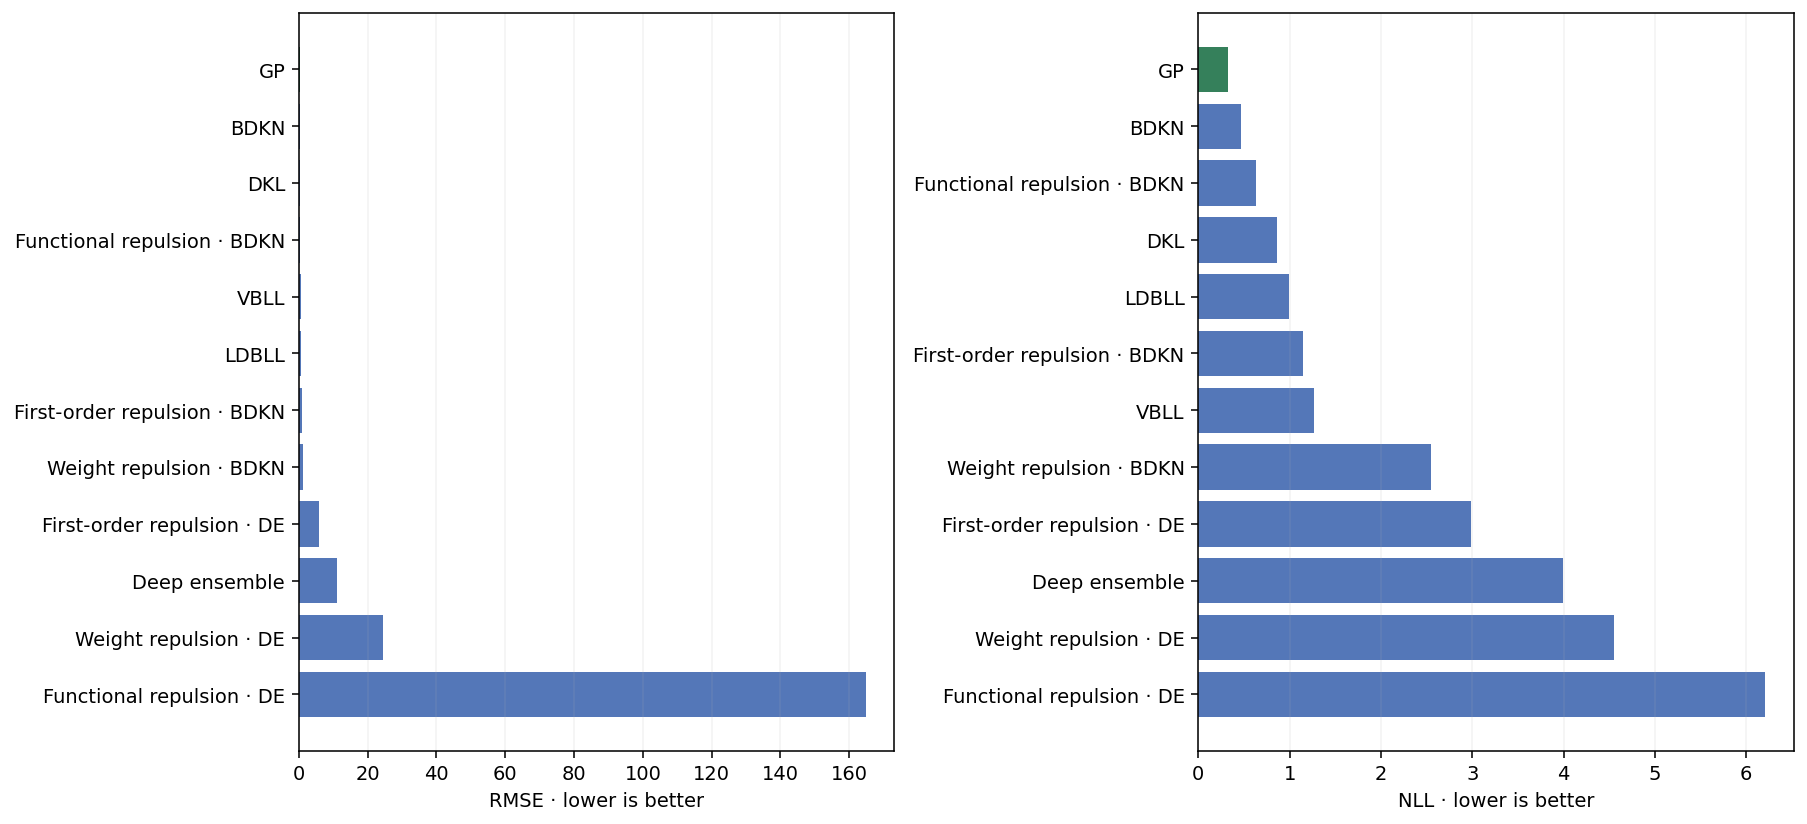 GP
BDKN
DKL
Functional repulsion · BDKN
VBLL
LDBLL
First-order repulsion · BDKN
Weight repulsion · BDKN
First-order repulsion · DE
Deep ensemble
Weight repulsion · DE
Functional repulsion · DE
0 20 40 60 80 100 120 140 160
RMSE · lower is better
GP
BDKN
Functional repulsion · BDKN
DKL
LDBLL
First-order repulsion · BDKN
VBLL
Weight repulsion · BDKN
First-order repulsion · DE
Deep ensemble
Weight repulsion · DE
Functional repulsion · DE
0 1 2 3 4 5 6
NLL · lower is better